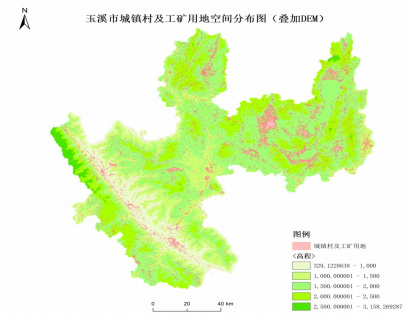 玉溪市城镇村及工矿用地空间分布图（叠加DEM）
N
图例
城镇村及工矿用地
<高程>
329.1228638 - 1,000
1,000.000001 - 1,500
1,500.000001 - 2,000
2,000.000001 - 2,500
2,500.000001 - 3,158.269287
0 20 40 km